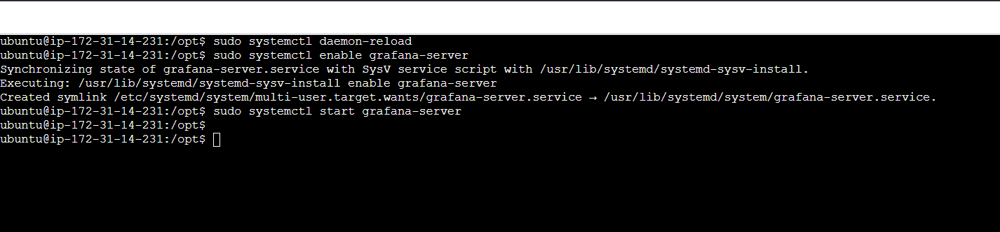 ubuntu@ip-172-31-14-231:/opt$ sudo systemctl daemon-reload
ubuntu@ip-172-31-14-231:/opt$ sudo systemctl enable grafana-server
Synchronizing state of grafana-server.service with SysV service script with /usr/lib/systemd/systemd-sysv-install.
Executing: /usr/lib/systemd/systemd-sysv-install enable grafana-server
Created symlink /etc/systemd/system/multi-user.target.wants/grafana-server.service → /usr/lib/systemd/system/grafana-server.service.
ubuntu@ip-172-31-14-231:/opt$ sudo systemctl start grafana-server
ubuntu@ip-172-31-14-231:/opt$
ubuntu@ip-172-31-14-231:/opt$